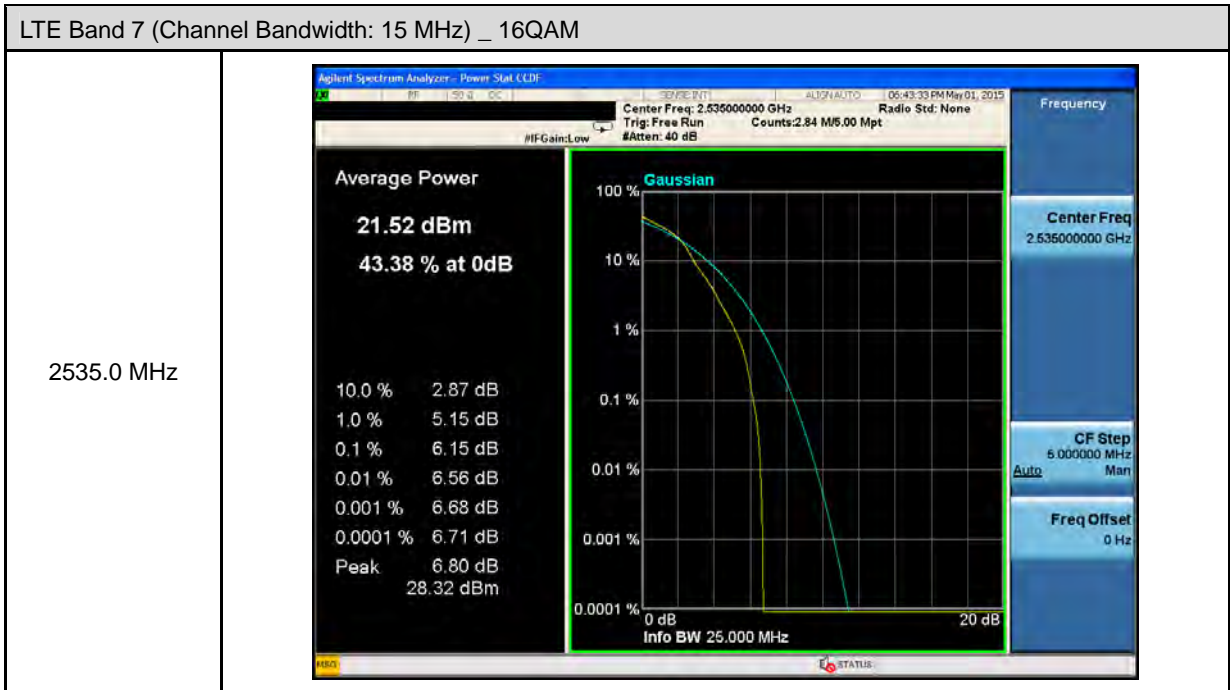 LTE Band 7 (Channel Bandwidth: 15 MHz) _ 16QAM
2535.0 MHz
Agilent Spectrum Analyzer - Power Stat CCDF
RF 50 Ω DC SENSE:INT ALIGN AUTO 06:43:33 PM May 01, 2015
Center Freq: 2.535000000 GHz Radio Std: None
Trig: Free Run Counts:2.84 M/5.00 Mpt
#IFGain:Low #Atten: 40 dB
Average Power
21.52 dBm
43.38 % at 0dB
10.0 % 2.87 dB
1.0 % 5.15 dB
0.1 % 6.15 dB
0.01 % 6.56 dB
0.001 % 6.68 dB
0.0001 % 6.71 dB
Peak 6.80 dB
28.32 dBm
Gaussian
100 %
10 %
1 %
0.1 %
0.01 %
0.001 %
0.0001 %
0 dB 20 dB
Info BW 25.000 MHz
Frequency
Center Freq
2.535000000 GHz
CF Step
5.000000 MHz
Auto Man
Freq Offset
0 Hz
MSG STATUS